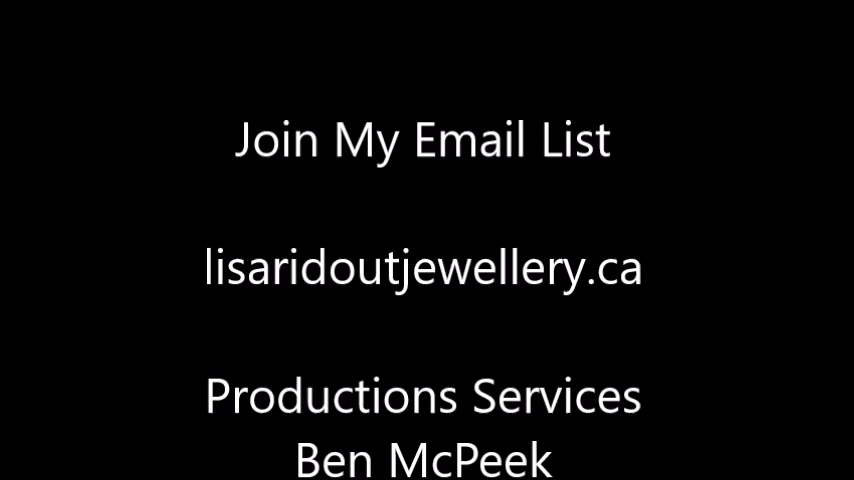 Join My Email List
lisaridoutjewellery.ca
Productions Services
Ben McPeek